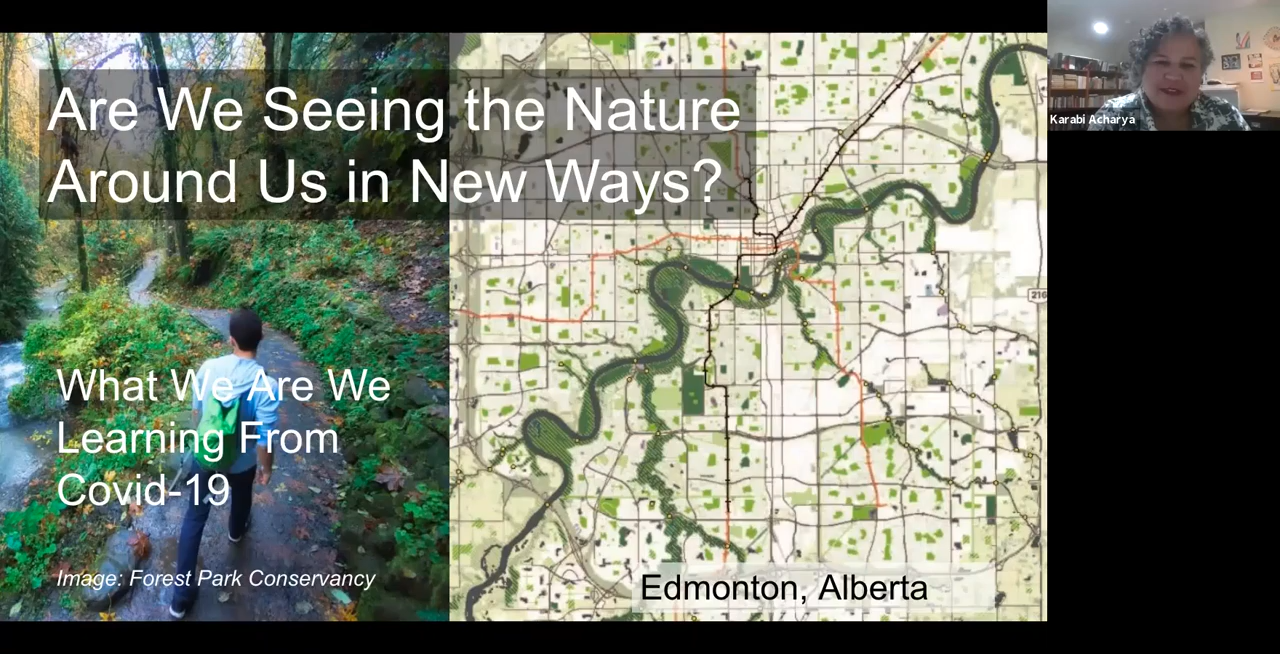 Are We Seeing the Nature
Around Us in New Ways?
What We Are We
Learning From
Covid-19
Image: Forest Park Conservancy
Edmonton, Alberta
216
Karabi Acharya